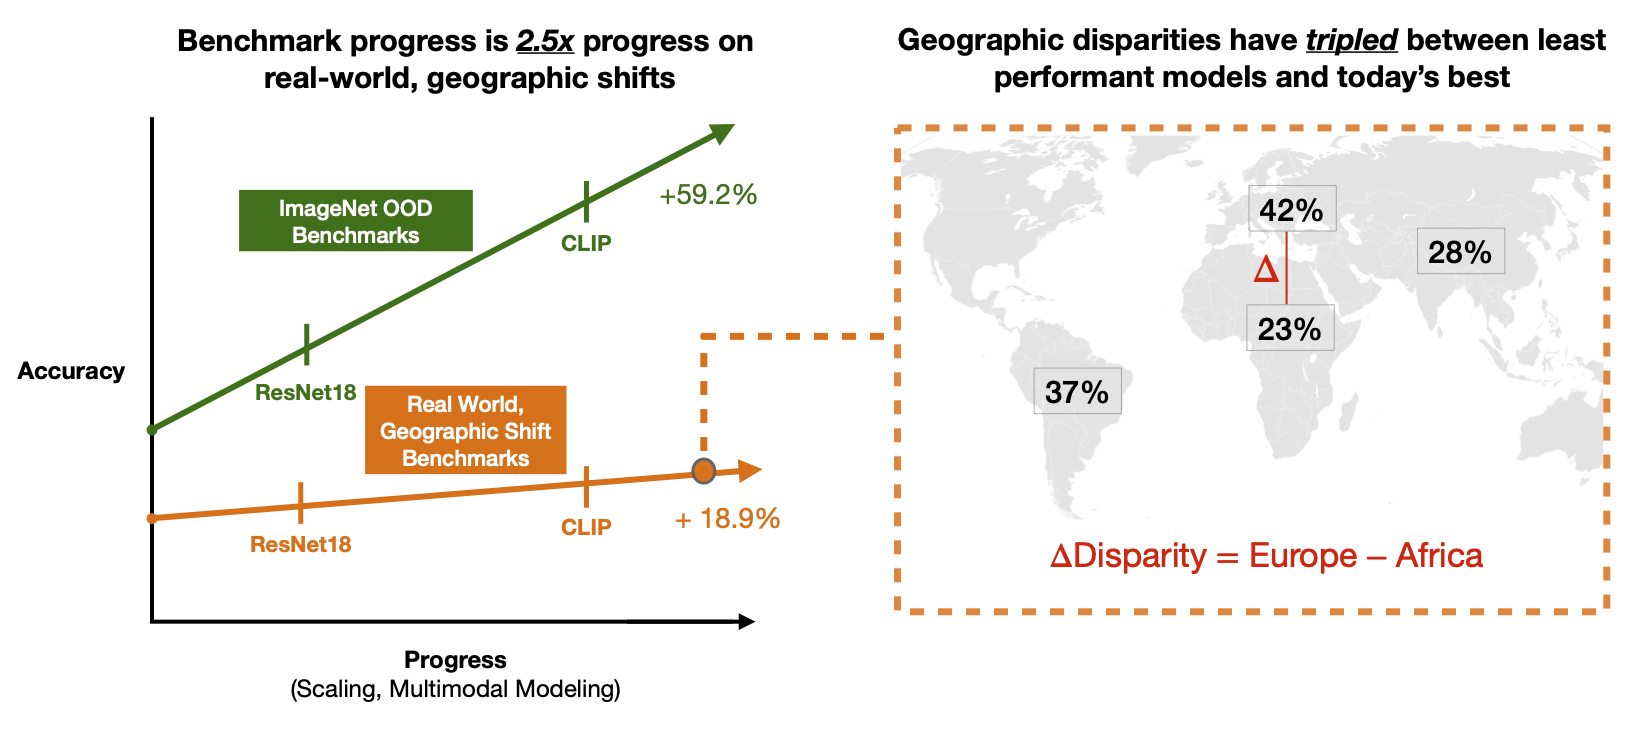 Benchmark progress is 2.5x progress on
real-world, geographic shifts
Accuracy
ImageNet OOD
Benchmarks
+59.2%
CLIP
ResNet18
Real World,
Geographic Shift
Benchmarks
+ 18.9%
CLIP
ResNet18
Progress
(Scaling, Multimodal Modeling)
Geographic disparities have tripled between least
performant models and today’s best
42%
28%
Δ
23%
37%
ΔDisparity = Europe – Africa